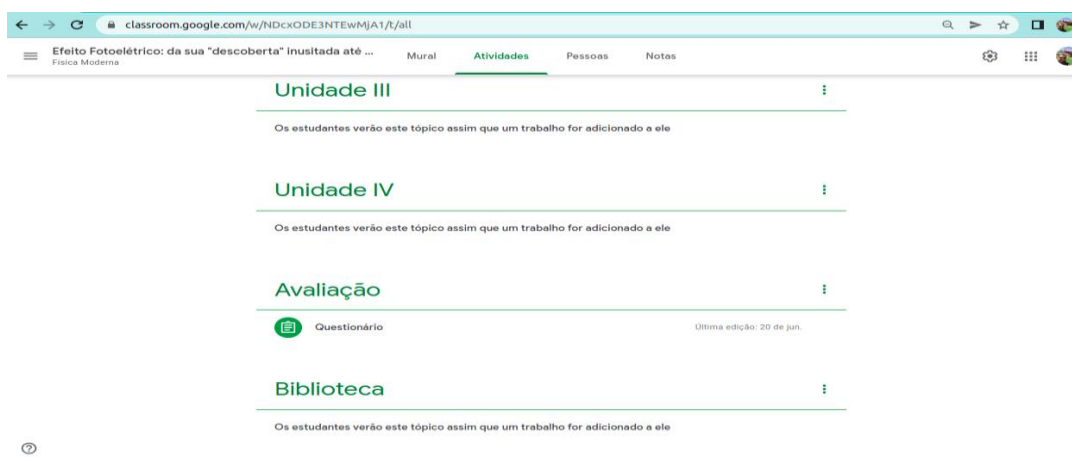 classroom.google.com/w/NDcxODE3NTEwMjA1/t/all
Efeito Fotoelétrico: da sua "descoberta" inusitada até ...
Física Moderna
Mural Atividades Pessoas Notas
Unidade III
Os estudantes verão este tópico assim que um trabalho for adicionado a ele
Unidade IV
Os estudantes verão este tópico assim que um trabalho for adicionado a ele
Avaliação
Questionário Última edição: 20 de jun.
Biblioteca
Os estudantes verão este tópico assim que um trabalho for adicionado a ele